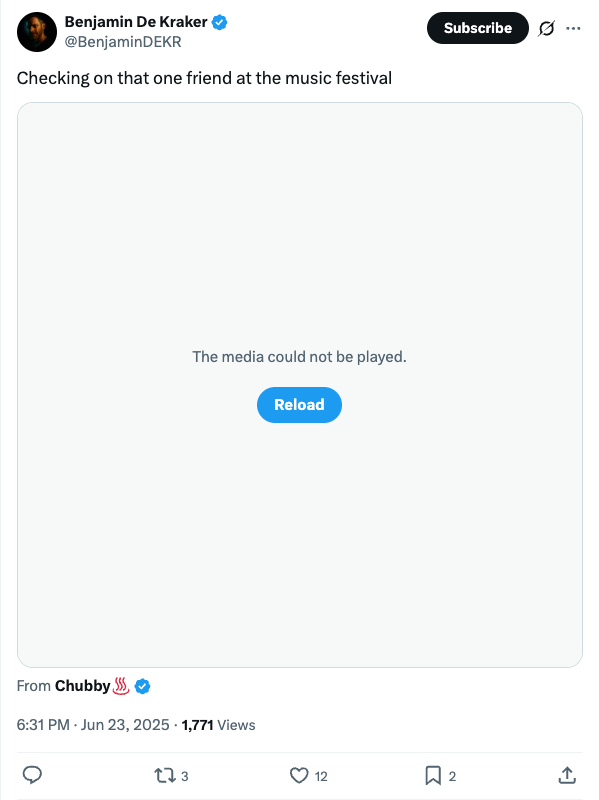 Benjamin De Kraker
Subscribe
@BenjaminDEKR
Checking on that one friend at the music festival
The media could not be played.
Reload
From Chubby♨️
6:31 PM · Jun 23, 2025 · 1,771 Views
3
12
2